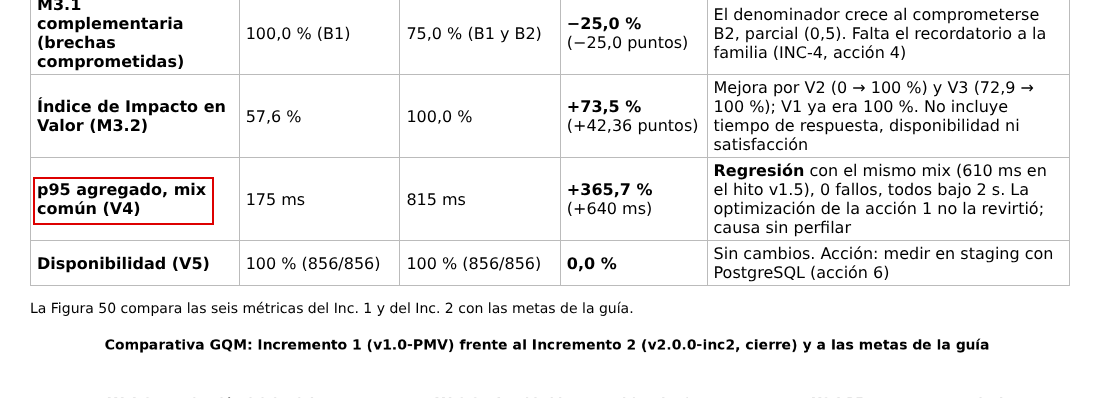 M3.1
complementaria
(brechas
comprometidas)
100,0 % (B1)
75,0 % (B1 y B2)
−25,0 %
(−25,0 puntos)
El denominador crece al comprometerse
B2, parcial (0,5). Falta el recordatorio a la
familia (INC-4, acción 4)
Índice de Impacto en
Valor (M3.2)
57,6 %
100,0 %
+73,5 %
(+42,36 puntos)
Mejora por V2 (0 → 100 %) y V3 (72,9 →
100 %); V1 ya era 100 %. No incluye
tiempo de respuesta, disponibilidad ni
satisfacción
p95 agregado, mix
común (V4)
175 ms
815 ms
+365,7 %
(+640 ms)
Regresión con el mismo mix (610 ms en
el hito v1.5), 0 fallos, todos bajo 2 s. La
optimización de la acción 1 no la revirtió;
causa sin perfilar
Disponibilidad (V5)
100 % (856/856)
100 % (856/856)
0,0 %
Sin cambios. Acción: medir en staging con
PostgreSQL (acción 6)
La Figura 50 compara las seis métricas del Inc. 1 y del Inc. 2 con las metas de la guía.
Comparativa GQM: Incremento 1 (v1.0-PMV) frente al Incremento 2 (v2.0.0-inc2, cierre) y a las metas de la guía